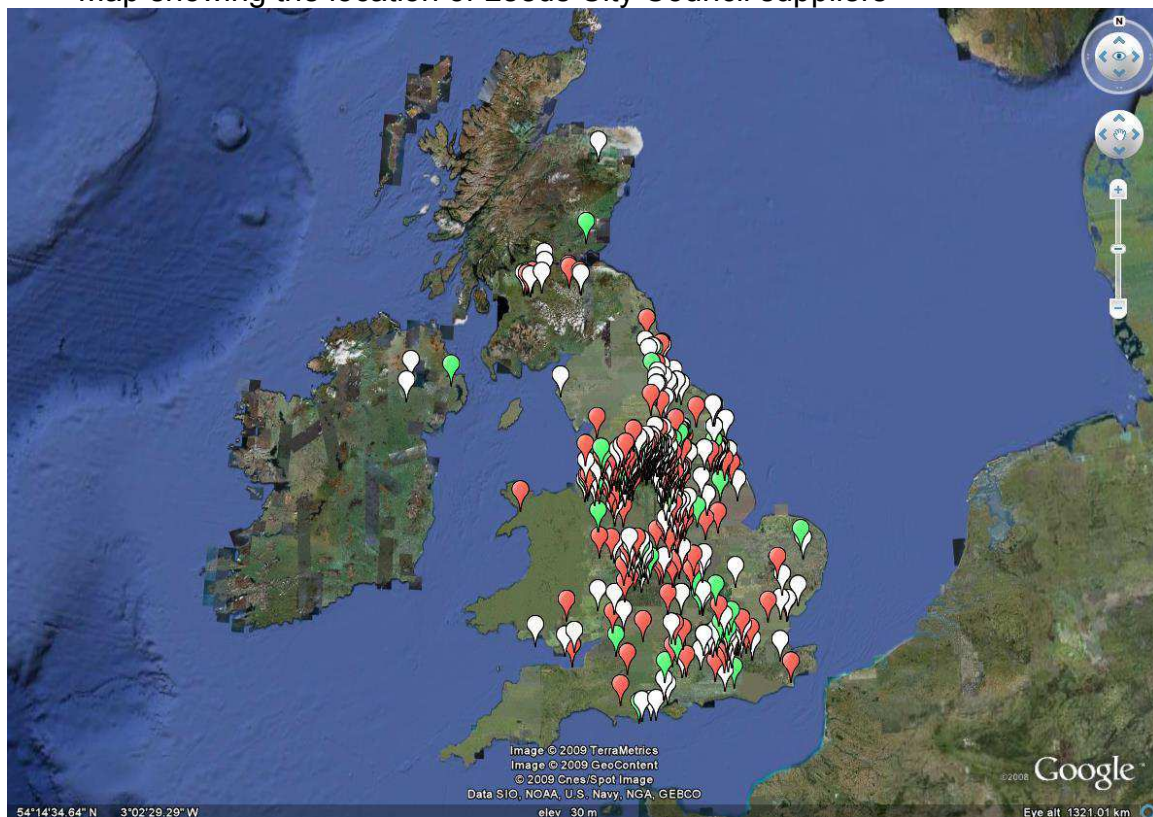 Map showing the location of Leeds City Council suppliers
N
Image © 2009 TerraMetrics
Image © 2009 GeoContent
© 2009 Cnes/Spot Image
Data SIO, NOAA, U.S. Navy, NGA, GEBCO
©2008 Google
54°14'34.64" N 3°02'29.29" W elev 30 m Eye alt 1321.01 km